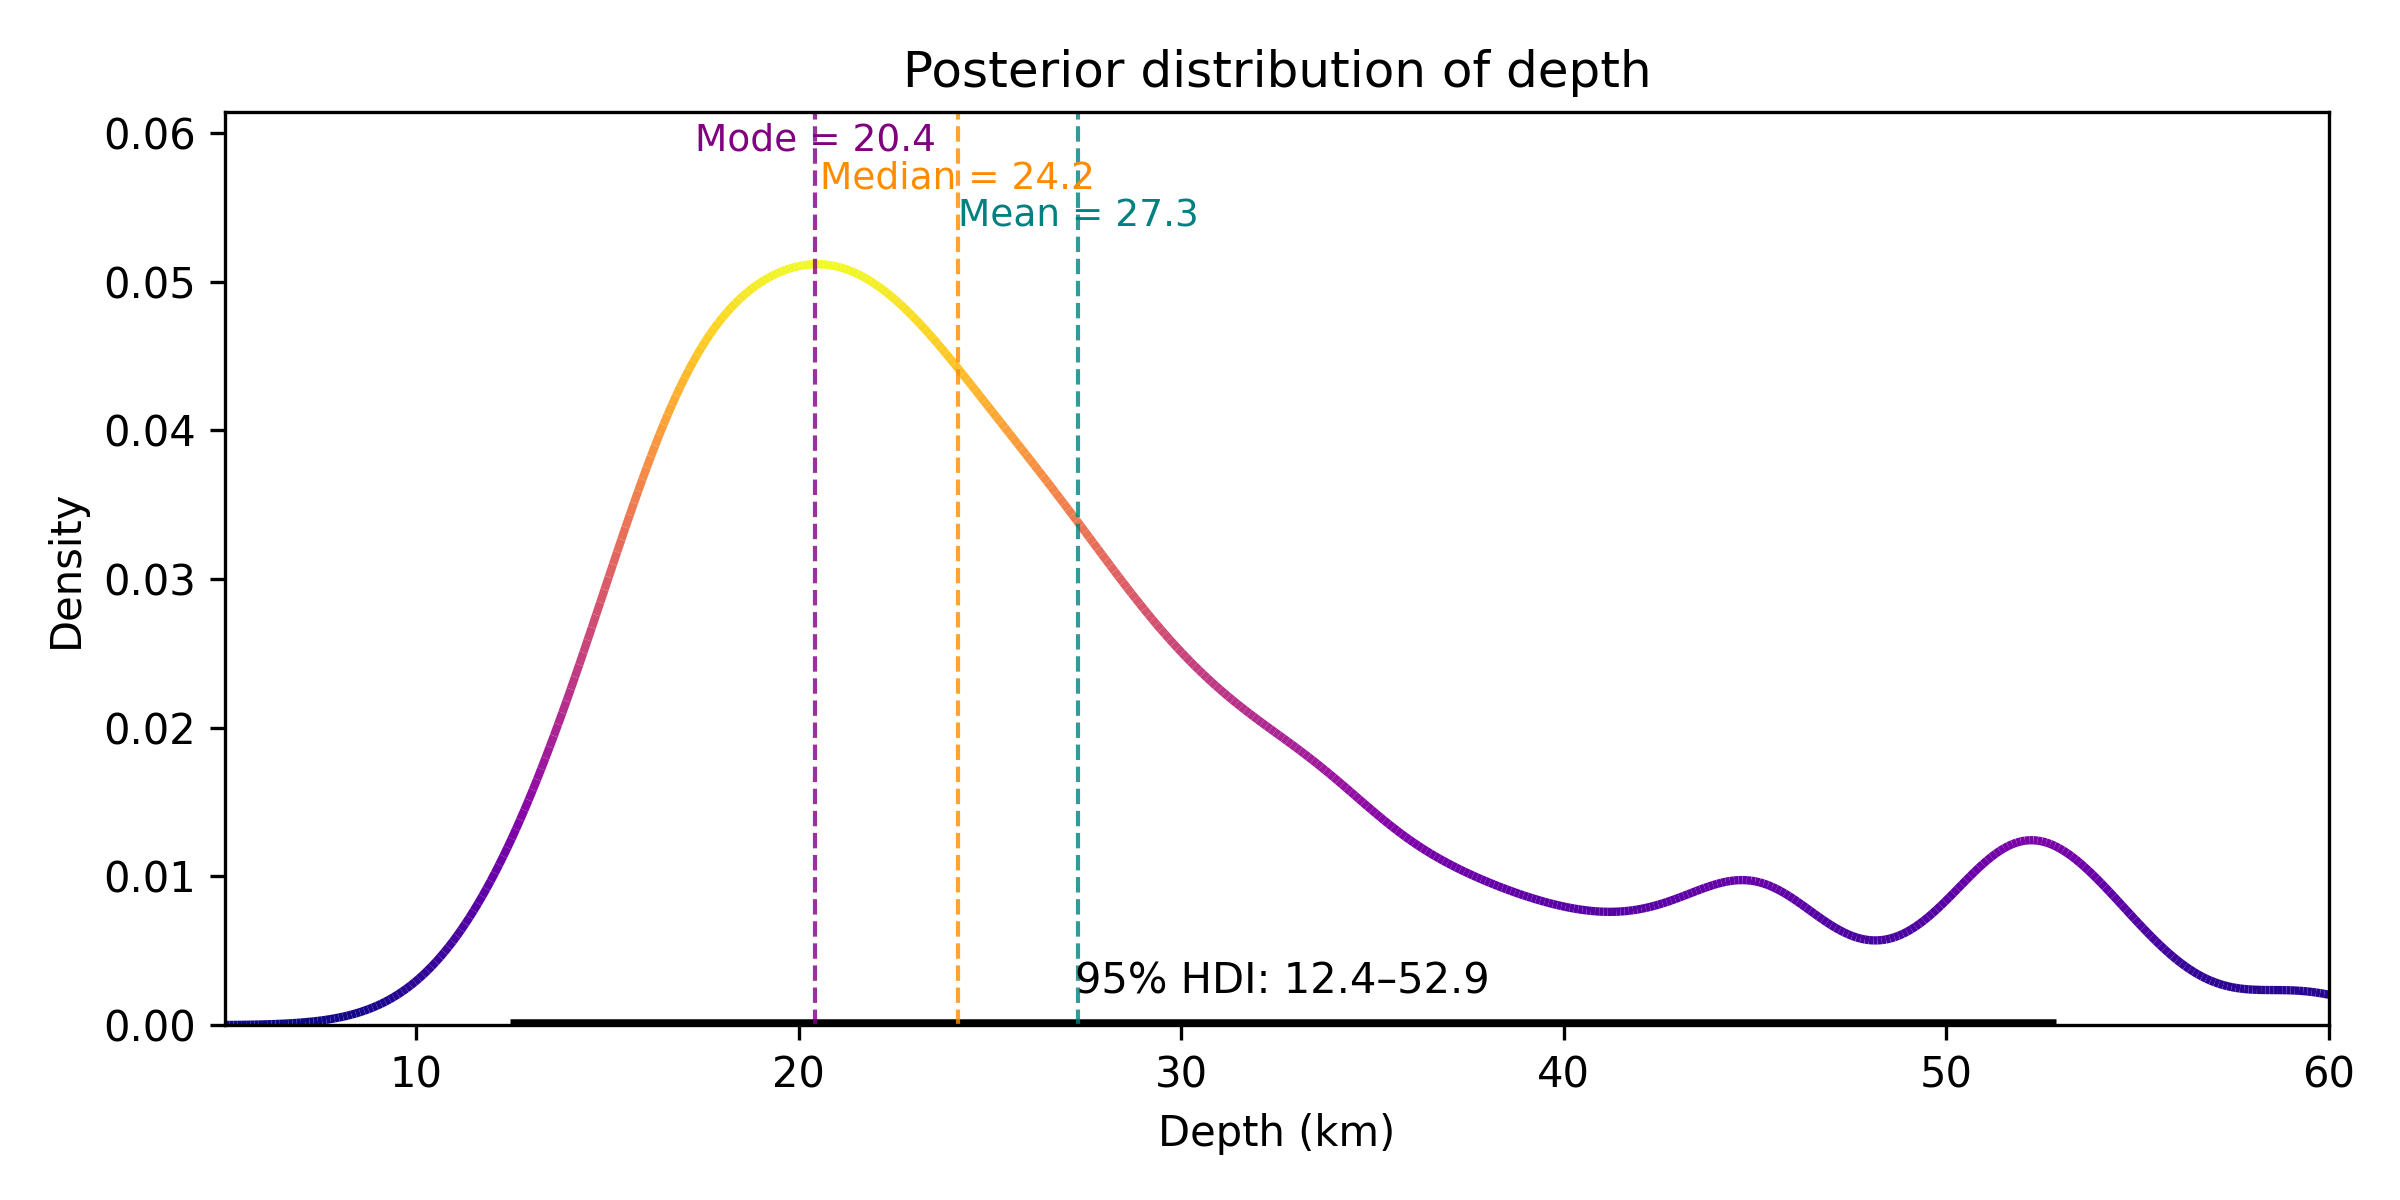 Posterior distribution of depth
0.06
0.05
0.04
0.03
0.02
0.01
0.00
Density
Mode = 20.4
Median = 24.2
Mean = 27.3
95% HDI: 12.4–52.9
10
20
30
40
50
60
Depth (km)